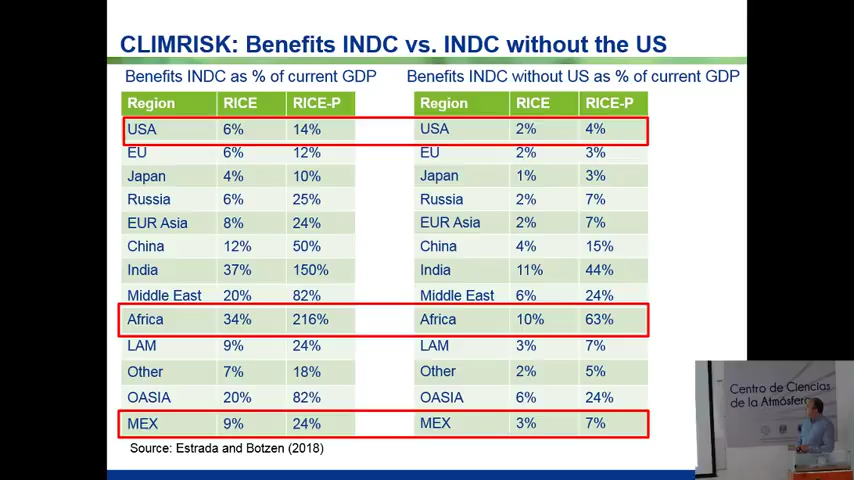 CLIMRISK: Benefits INDC vs. INDC without the US
Benefits INDC as % of current GDP
Region RICE RICE-P
USA 6% 14%
EU 6% 12%
Japan 4% 10%
Russia 6% 25%
EUR Asia 8% 24%
China 12% 50%
India 37% 150%
Middle East 20% 82%
Africa 34% 216%
LAM 9% 24%
Other 7% 18%
OASIA 20% 82%
MEX 9% 24%
Source: Estrada and Botzen (2018)
Benefits INDC without US as % of current GDP
Region RICE RICE-P
USA 2% 4%
EU 2% 3%
Japan 1% 3%
Russia 2% 7%
EUR Asia 2% 7%
China 4% 15%
India 11% 44%
Middle East 6% 24%
Africa 10% 63%
LAM 3% 7%
Other 2% 5%
OASIA 6% 24%
MEX 3% 7%
Centro de Ciencias
de la Atmósfera